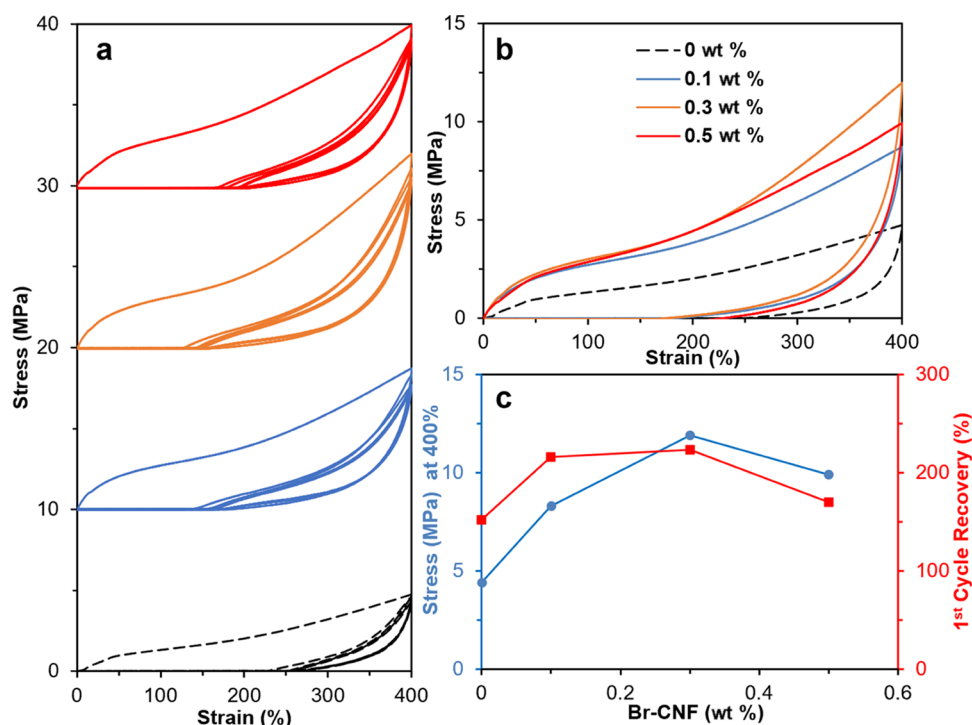 a
40
30
20
10
0
Stress (MPa)
0
100
200
300
400
Strain (%)
b
15
10
5
0
Stress (MPa)
0 wt %
0.1 wt %
0.3 wt %
0.5 wt %
0
100
200
300
400
Strain (%)
c
15
10
5
0
Stress (MPa) at 400%
300
200
100
0
1st Cycle Recovery (%)
0
0.2
0.4
0.6
Br-CNF (wt %)